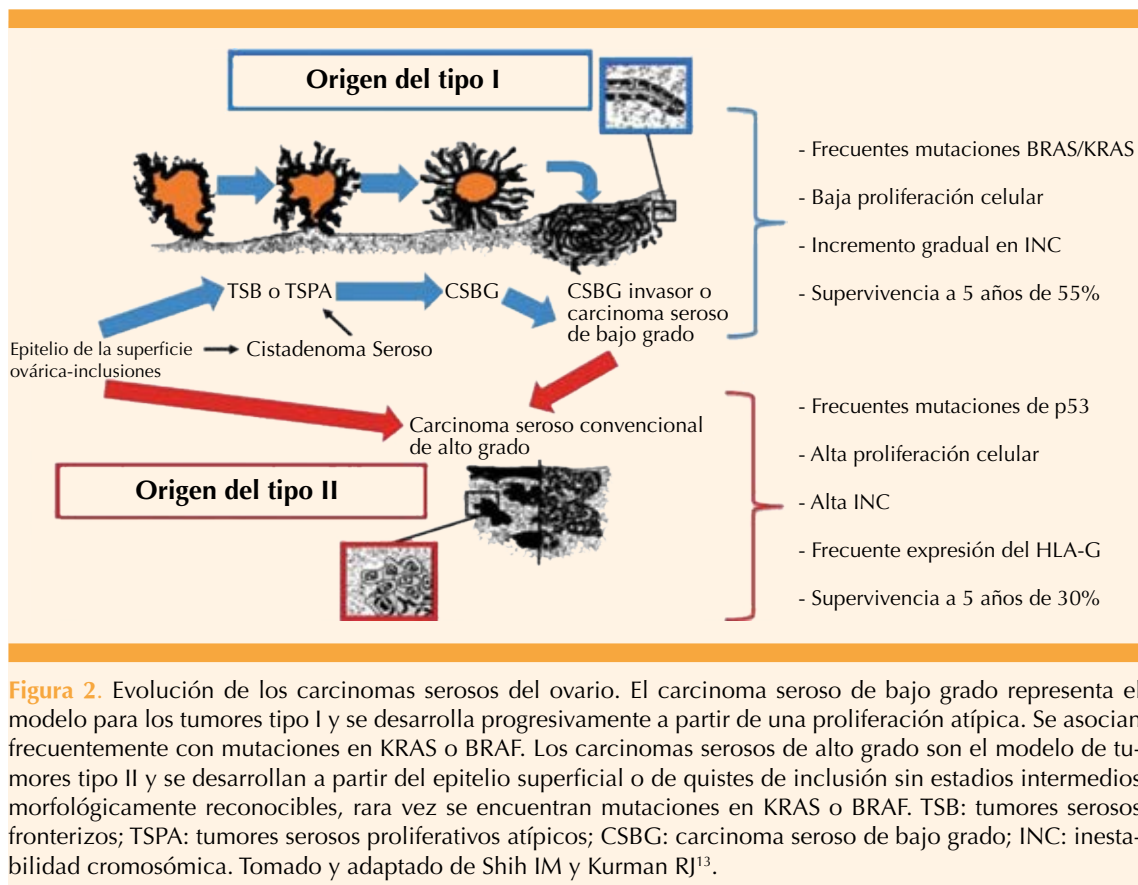 Origen del tipo I
- Frecuentes mutaciones BRAS/KRAS
- Baja proliferación celular
- Incremento gradual en INC
- Supervivencia a 5 años de 55%
TSB o TSPA
CSBG
CSBG invasor o
carcinoma seroso
de bajo grado
Epitelio de la superficie
ovárica-inclusiones
Cistadenoma Seroso
Carcinoma seroso convencional
de alto grado
Origen del tipo II
- Frecuentes mutaciones de p53
- Alta proliferación celular
- Alta INC
- Frecuente expresión del HLA-G
- Supervivencia a 5 años de 30%
Figura 2. Evolución de los carcinomas serosos del ovario. El carcinoma seroso de bajo grado representa el
modelo para los tumores tipo I y se desarrolla progresivamente a partir de una proliferación atípica. Se asocian
frecuentemente con mutaciones en KRAS o BRAF. Los carcinomas serosos de alto grado son el modelo de tu-
mores tipo II y se desarrollan a partir del epitelio superficial o de quistes de inclusión sin estadios intermedios
morfológicamente reconocibles, rara vez se encuentran mutaciones en KRAS o BRAF. TSB: tumores serosos
fronterizos; TSPA: tumores serosos proliferativos atípicos; CSBG: carcinoma seroso de bajo grado; INC: inesta-
bilidad cromosómica. Tomado y adaptado de Shih IM y Kurman RJ13.